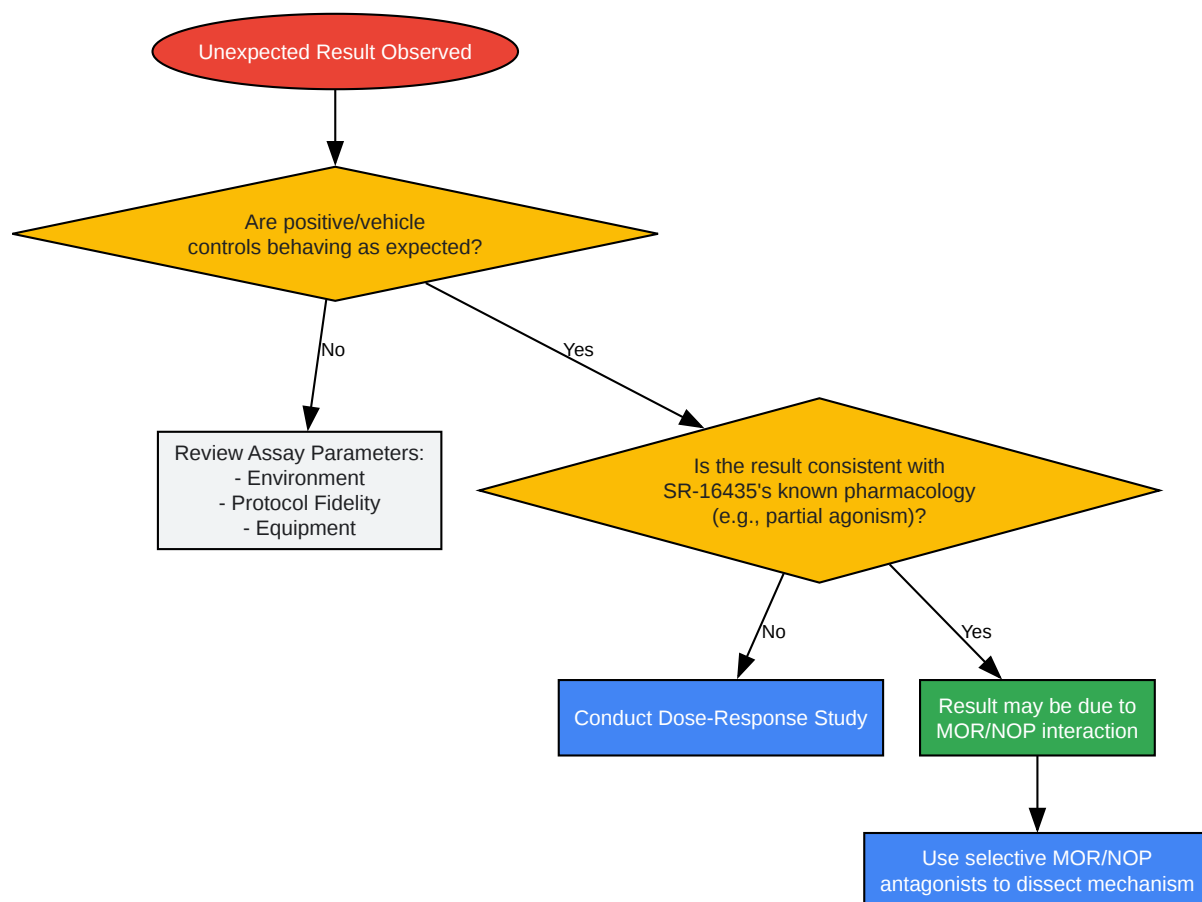 Unexpected Result Observed
Are positive/vehicle
controls behaving as expected?
No
Yes
Review Assay Parameters:
- Environment
- Protocol Fidelity
- Equipment
Is the result consistent with
SR-16435's known pharmacology
(e.g., partial agonism)?
No
Yes
Conduct Dose-Response Study
Result may be due to
MOR/NOP interaction
Use selective MOR/NOP
antagonists to dissect mechanism